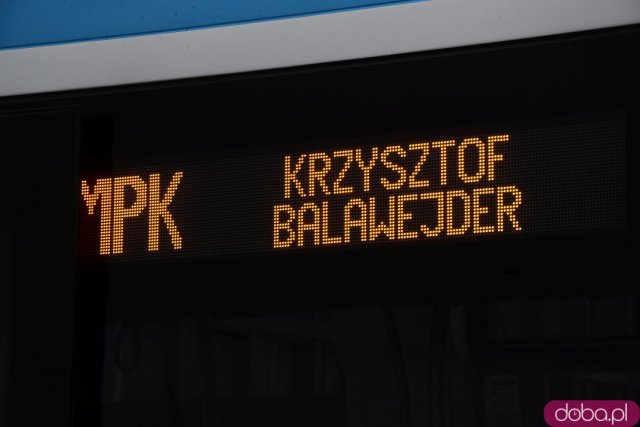 MPK
KRZYSZTOF
BALAWEJDER
doba.pl